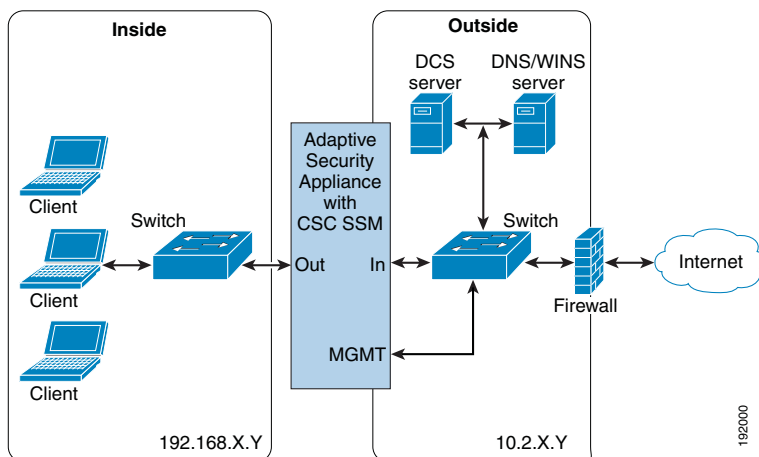 Inside
Outside
DCS
server
DNS/WINS
server
Adaptive
Security
Appliance
with
CSC SSM
Client
Switch
Switch
Client
Out
In
Internet
Firewall
MGMT
Client
192.168.X.Y
10.2.X.Y
192000